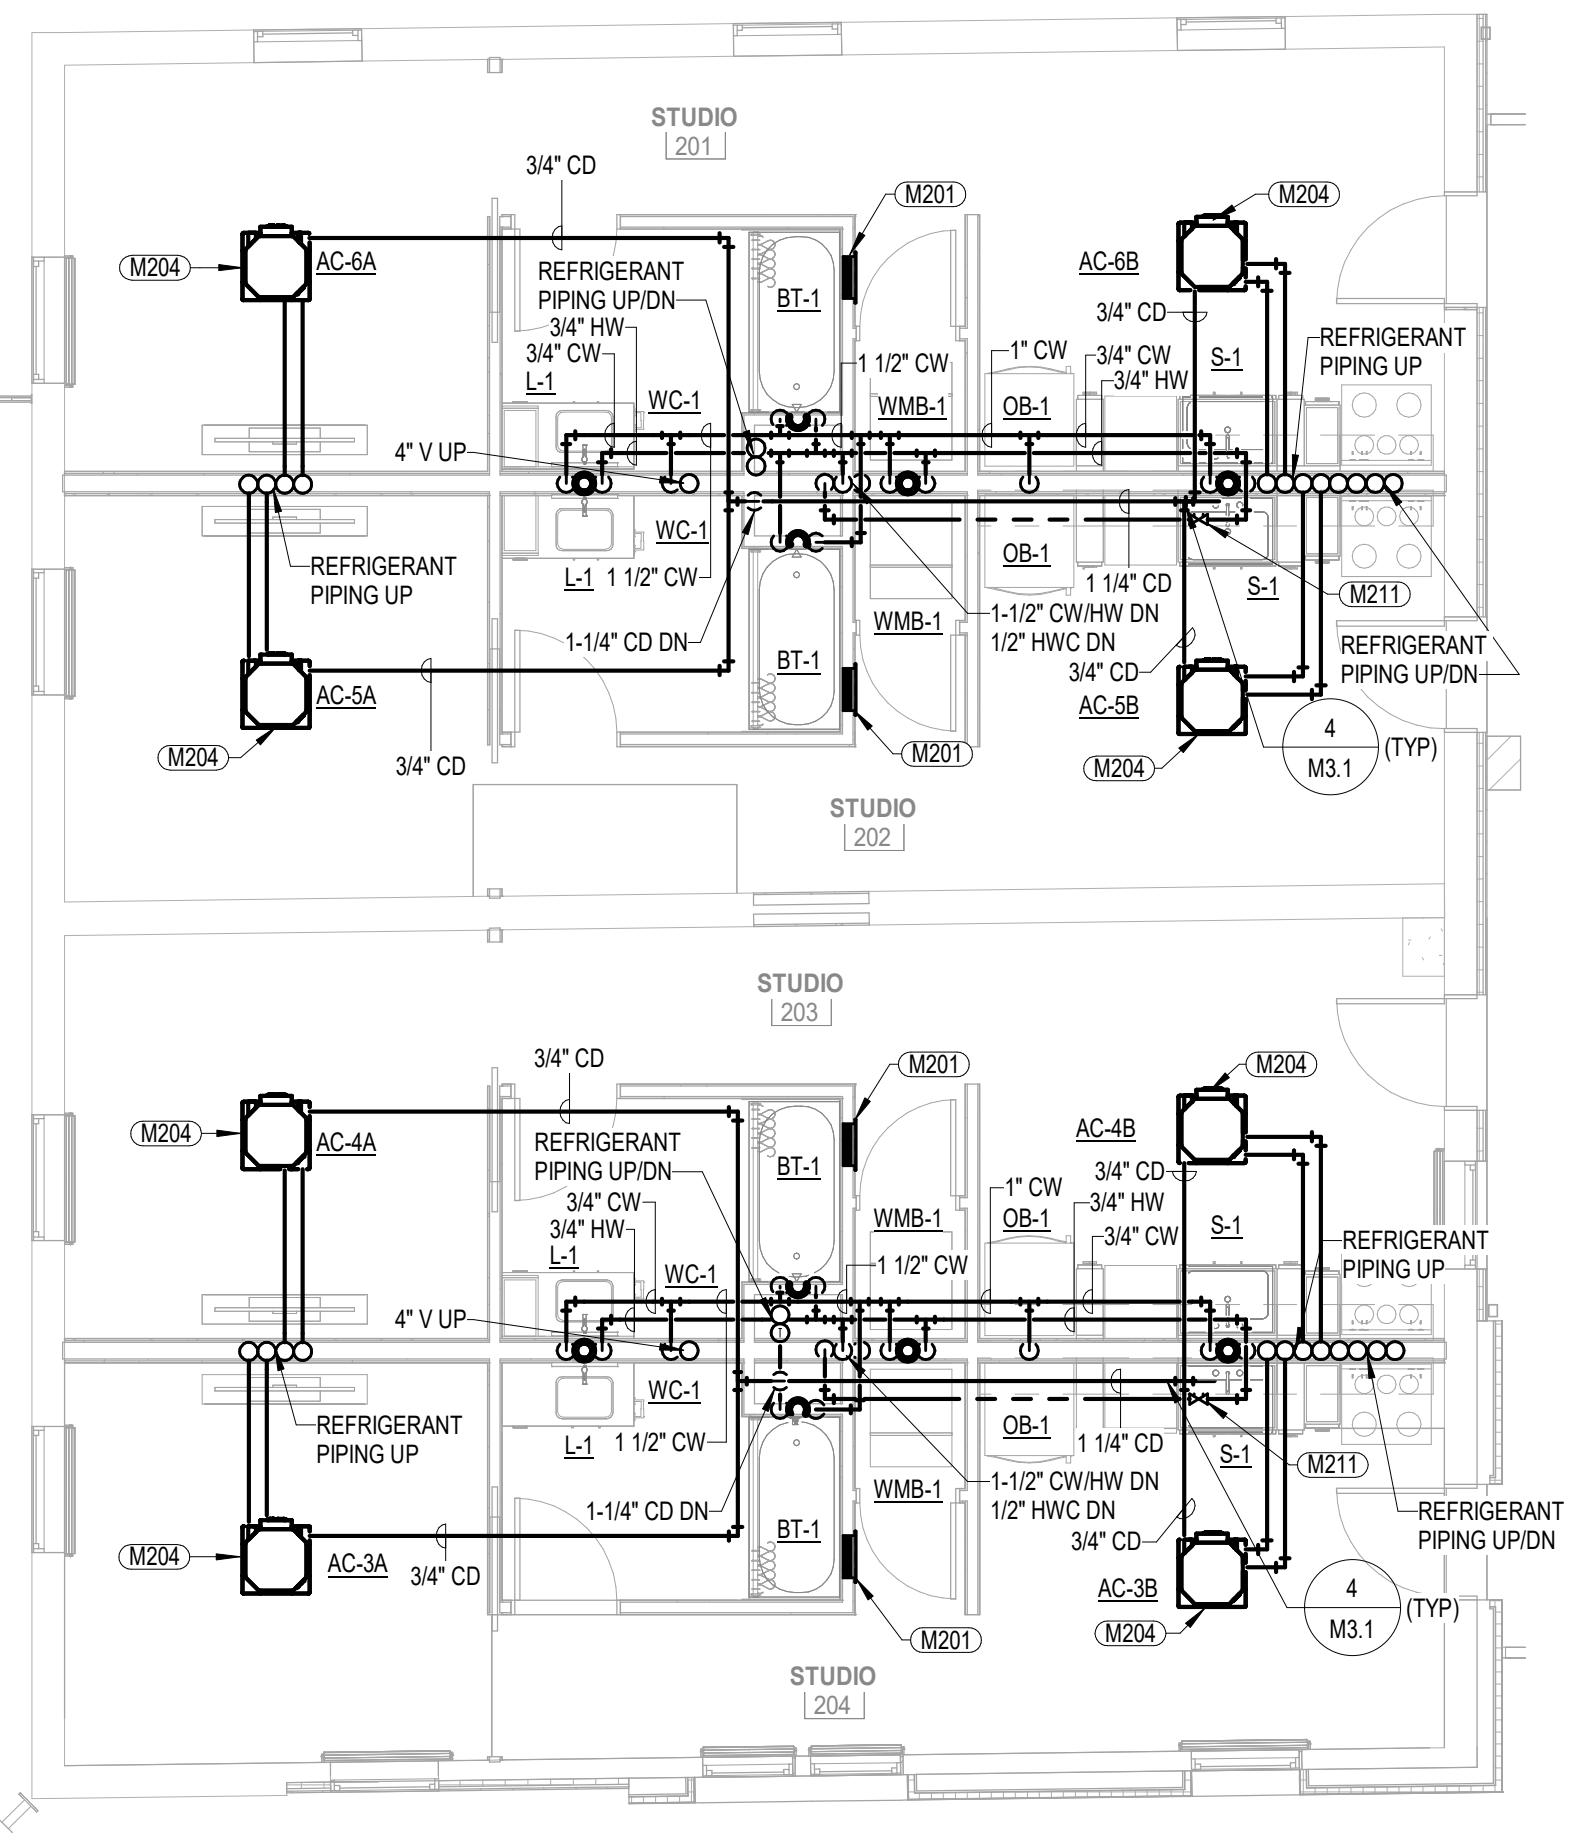 STUDIO
201
3/4" CD
M201
M204
M204
AC-6A
REFRIGERANT
PIPING UP/DN
BT-1
AC-6B
3/4" CD
3/4" HW
3/4" CW
L-1
1 1/2" CW
1" CW
3/4" CW
3/4" HW
S-1
REFRIGERANT
PIPING UP
WC-1
WMB-1
OB-1
4" V UP
WC-1
REFRIGERANT
PIPING UP
L-1
1 1/2" CW
OB-1
1 1/4" CD
S-1
M211
1-1/4" CD DN
WMB-1
1-1/2" CW/HW DN
1/2" HWC DN
REFRIGERANT
PIPING UP/DN
BT-1
3/4" CD
AC-5A
AC-5B
M204
3/4" CD
M201
M204
4
M3.1
(TYP)
STUDIO
202
STUDIO
203
3/4" CD
M201
M204
M204
AC-4A
REFRIGERANT
PIPING UP/DN
BT-1
AC-4B
3/4" CD
3/4" CW
3/4" HW
L-1
WC-1
WMB-1
1" CW
OB-1
3/4" HW
3/4" CW
S-1
REFRIGERANT
PIPING UP
1 1/2" CW
4" V UP
WC-1
REFRIGERANT
PIPING UP
L-1
1 1/2" CW
OB-1
1 1/4" CD
S-1
M211
1-1/4" CD DN
WMB-1
1-1/2" CW/HW DN
1/2" HWC DN
REFRIGERANT
PIPING UP/DN
BT-1
3/4" CD
M204
AC-3A
3/4" CD
AC-3B
M201
M204
4
M3.1
(TYP)
STUDIO
204